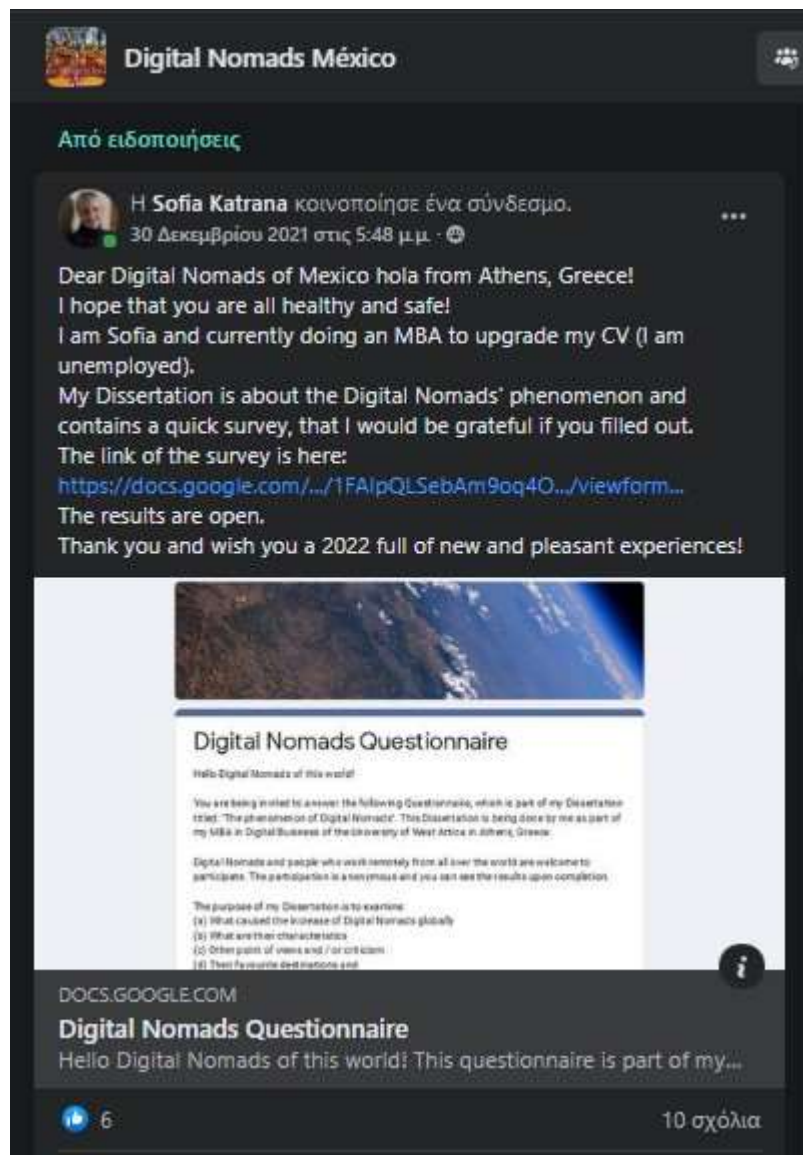 Digital Nomads México
Από ειδοποιήσεις
Η Sofia Katrana κοινοποίησε ένα σύνδεσμο.
30 Δεκεμβρίου 2021 στις 5:48 μ.μ. ·
Dear Digital Nomads of Mexico hola from Athens, Greece!
I hope that you are all healthy and safe!
I am Sofia and currently doing an MBA to upgrade my CV (I am
unemployed).
My Dissertation is about the Digital Nomads' phenomenon and
contains a quick survey, that I would be grateful if you filled out.
The link of the survey is here:
https://docs.google.com/.../1FAIpQLSebAm9oq4O.../viewform...
The results are open.
Thank you and wish you a 2022 full of new and pleasant experiences!
Digital Nomads Questionnaire
Hello Digital Nomads of this world!
You are being invited to answer the following Questionnaire, which is part of my Dissertation
titled: "The phenomenon of Digital Nomads". This Dissertation is being done by me as part of
my MBA in Digital Business of the University of West Attica in Athens, Greece.
Digital Nomads and people who work remotely from all over the world are welcome to
participate. The participation is anonymous and you can see the results upon completion.
The purpose of my Dissertation is to examine:
(a) What caused the increase of Digital Nomads globally
(b) What are their characteristics
(c) Other point of views and / or criticism
(d) Their favourite destinations and
DOCS.GOOGLE.COM
Digital Nomads Questionnaire
Hello Digital Nomads of this world! This questionnaire is part of my...
6
10 σχόλια